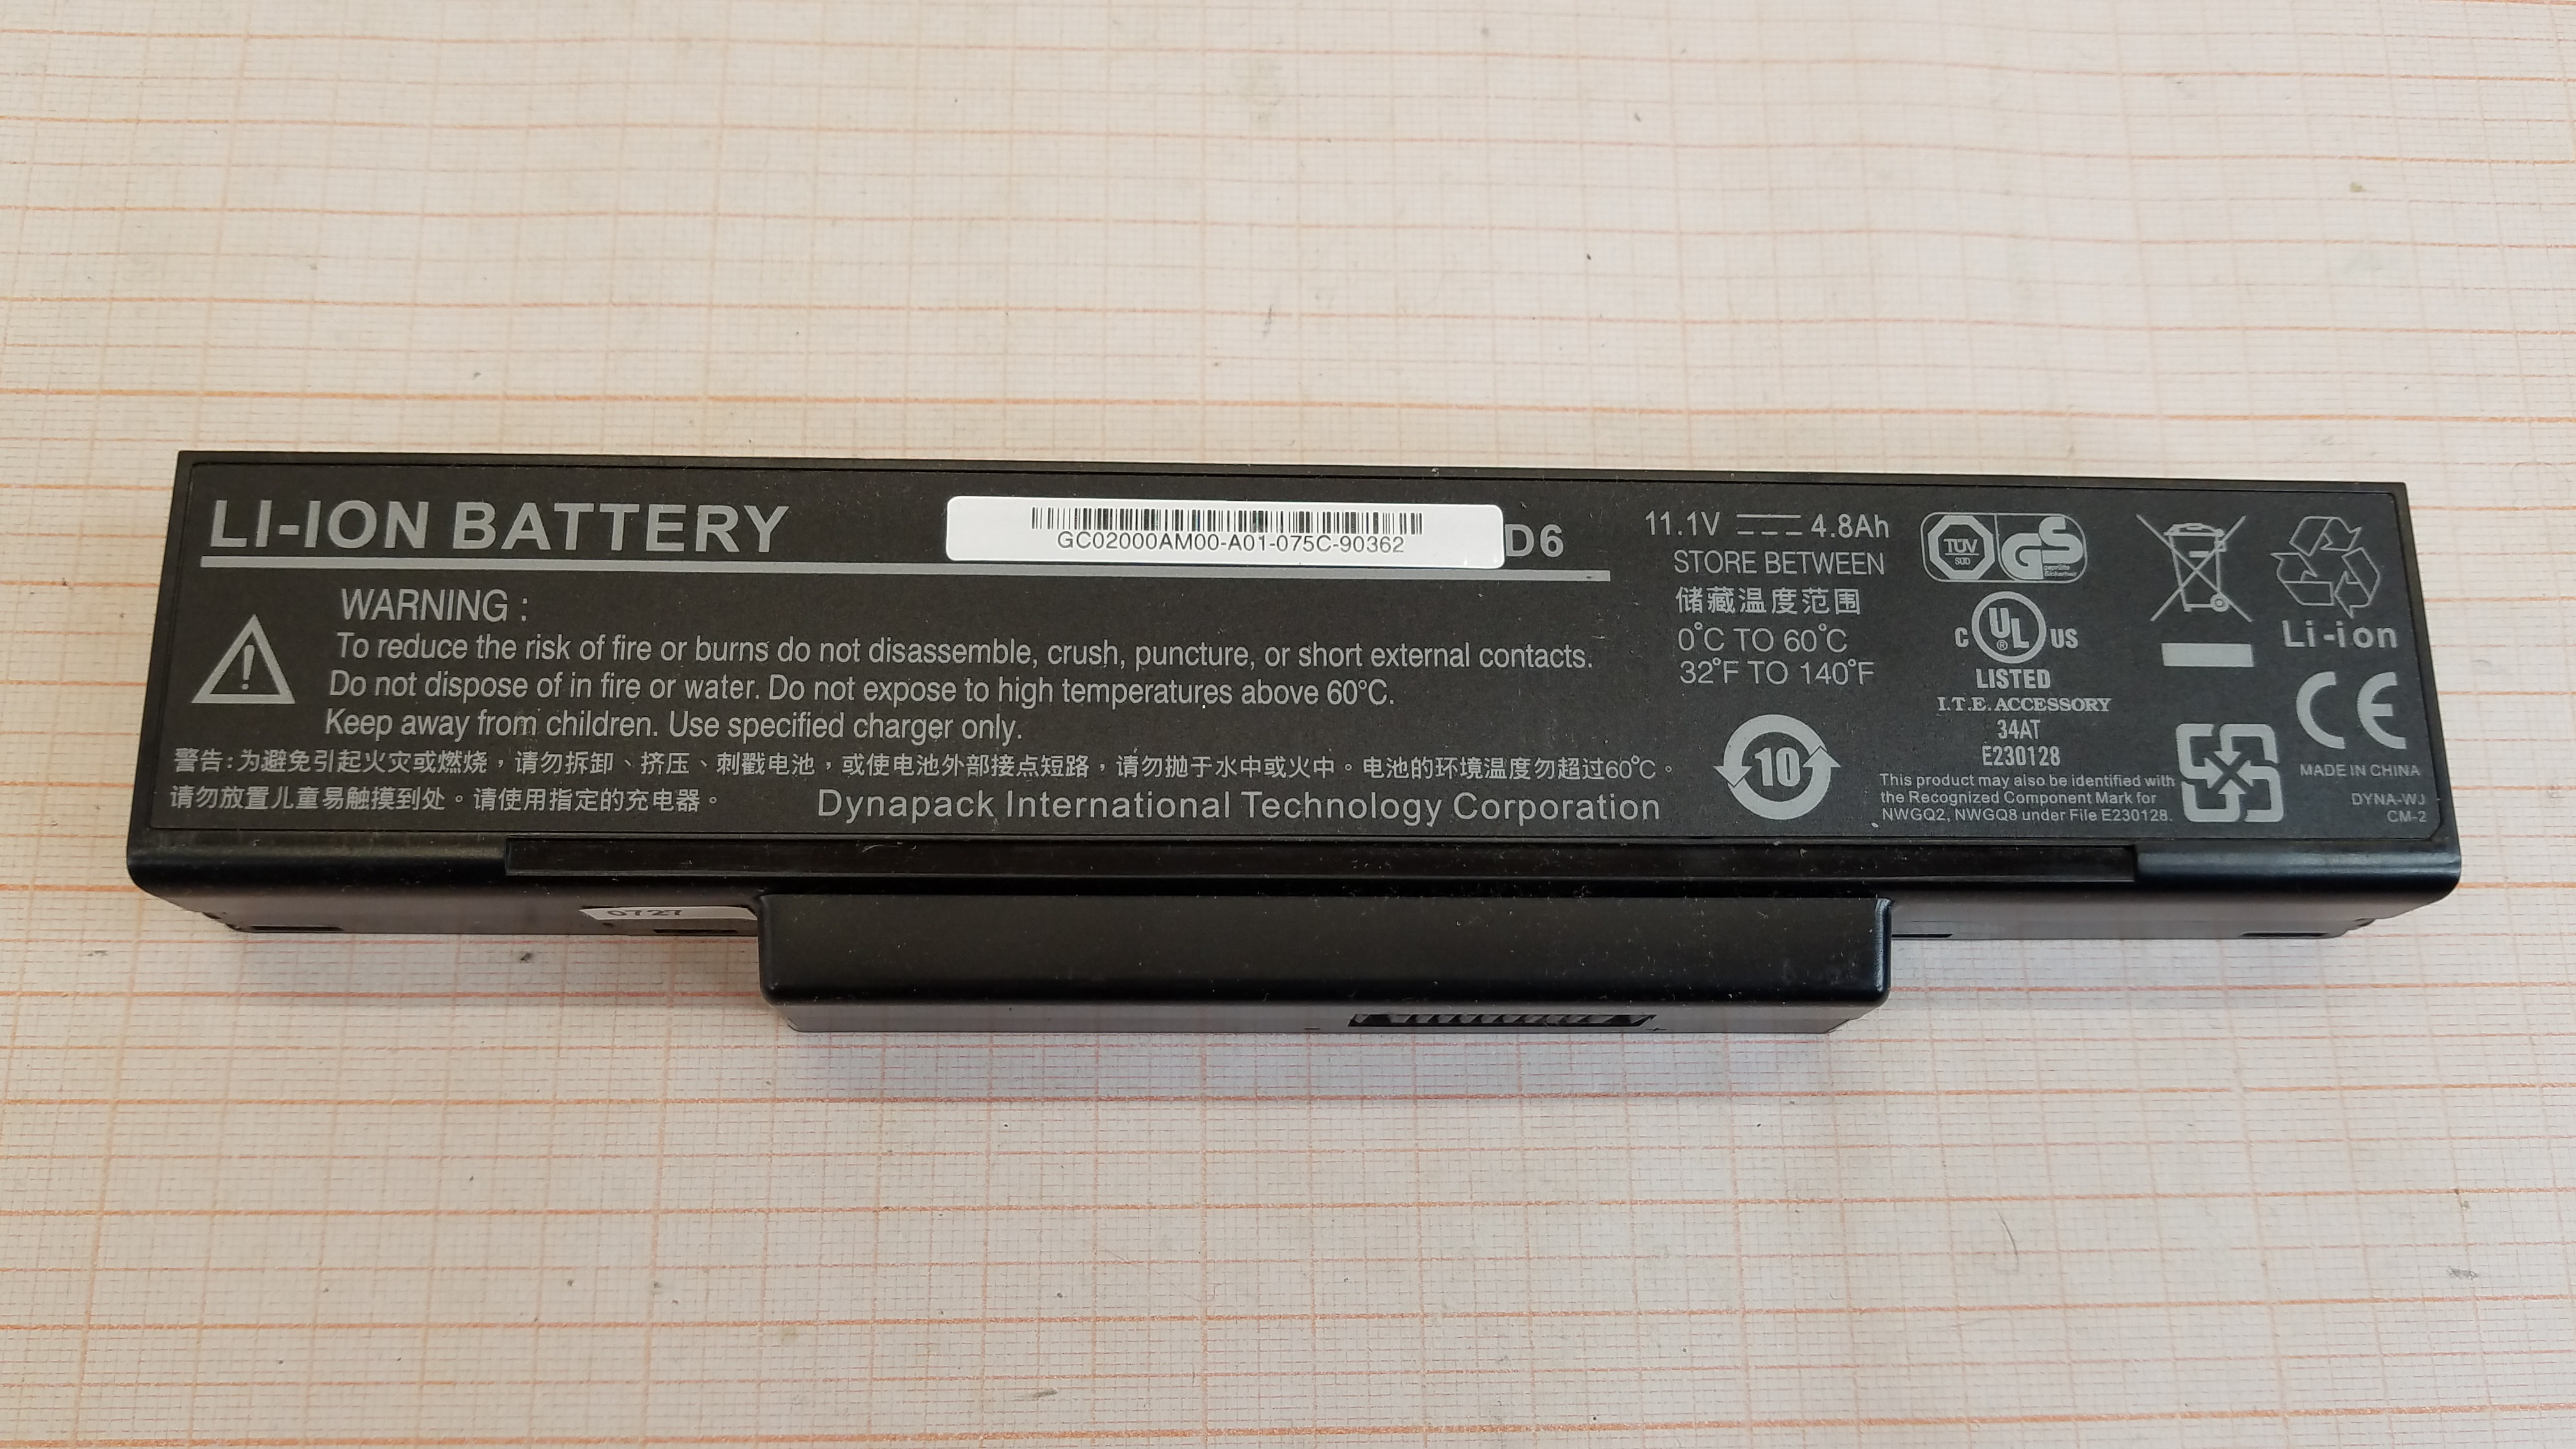 LI-ION BATTERY
GC02000AM00-A01-075C-90362
D6
WARNING :
To reduce the risk of fire or burns do not disassemble, crush, puncture, or short external contacts.
Do not dispose of in fire or water. Do not expose to high temperatures above 60°C.
Keep away from children. Use specified charger only.
警告:为避免引起火灾或燃烧，请勿拆卸、挤压、刺戳电池，或使电池外部接点短路，请勿抛于水中或火中。电池的环境温度勿超过60°C。
请勿放置儿童易触摸到处。请使用指定的充电器。
Dynapack International Technology Corporation
11.1V 4.8Ah
STORE BETWEEN
储藏温度范围
0°C TO 60°C
32°F TO 140°F
10
TÜV
SÜD
GS
geprüfte
Sicherheit
C UL US
®
LISTED
I.T.E. ACCESSORY
34AT
E230128
This product may also be identified with
the Recognized Component Mark for
NWGQ2, NWGQ8 under File E230128.
Li-ion
CE
MADE IN CHINA
DYNA-WJ
CM-2
0727
- +